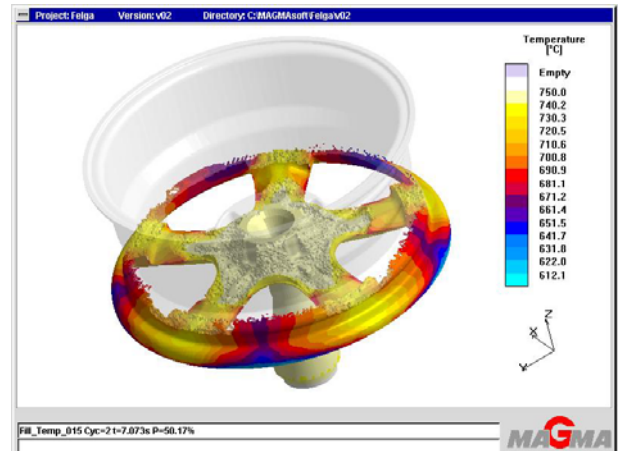 Project: Felga Version: v02 Directory: C:\MAGMAsoft\Felga\v02
Temperature
[°C]
Empty
750.0
740.2
730.3
720.5
710.6
700.8
690.9
681.1
671.2
661.4
651.5
641.7
631.8
622.0
612.1
Z
X
Y
Fill_Temp_015 Cyc=2 t=7.073s P=50.17%
MAGMA